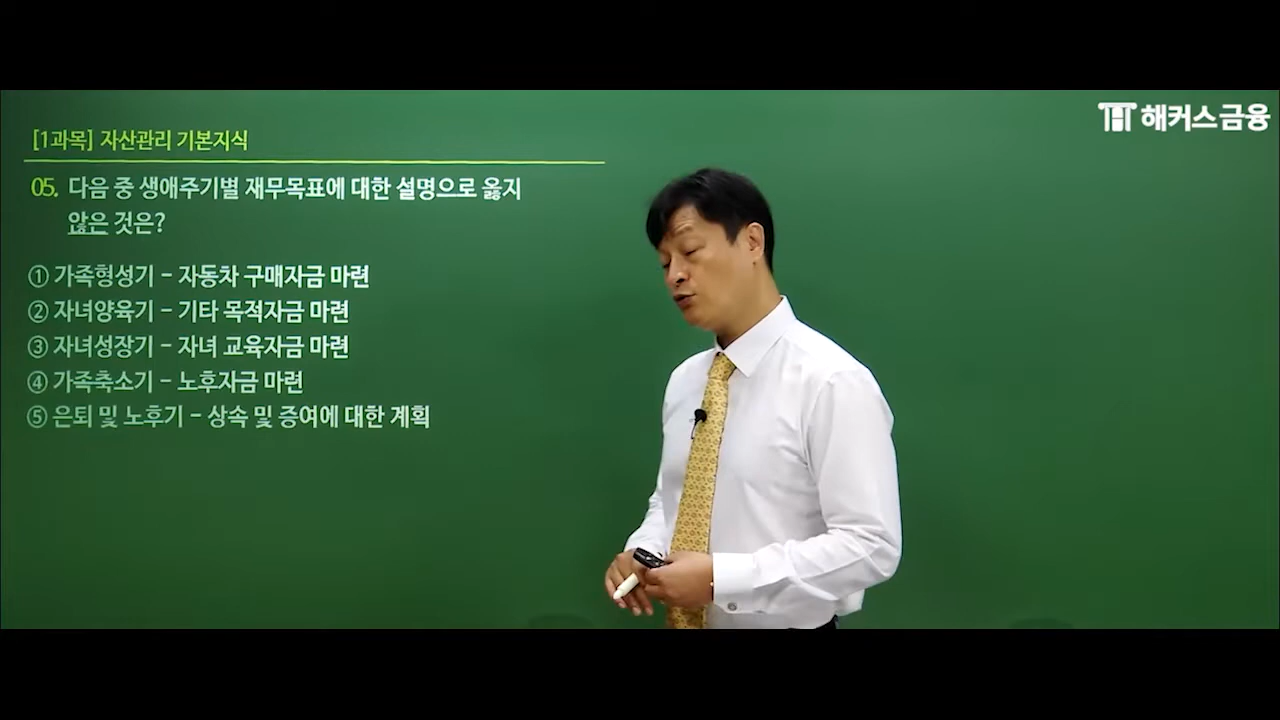 해커스금융
[1과목] 자산관리 기본지식
05. 다음 중 생애주기별 재무목표에 대한 설명으로 옳지
않은 것은?
① 가족형성기 - 자동차 구매자금 마련
② 자녀양육기 - 기타 목적자금 마련
③ 자녀성장기 - 자녀 교육자금 마련
④ 가족축소기 - 노후자금 마련
⑤ 은퇴 및 노후기 - 상속 및 증여에 대한 계획